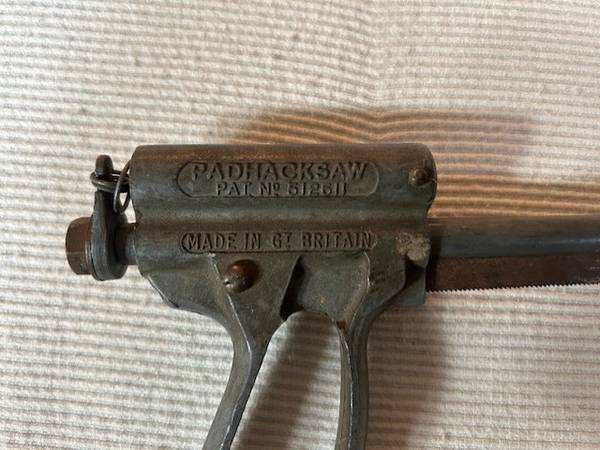 PADHACKSAW
PAT. Nº 512611
MADE IN Gᵀ BRITAIN